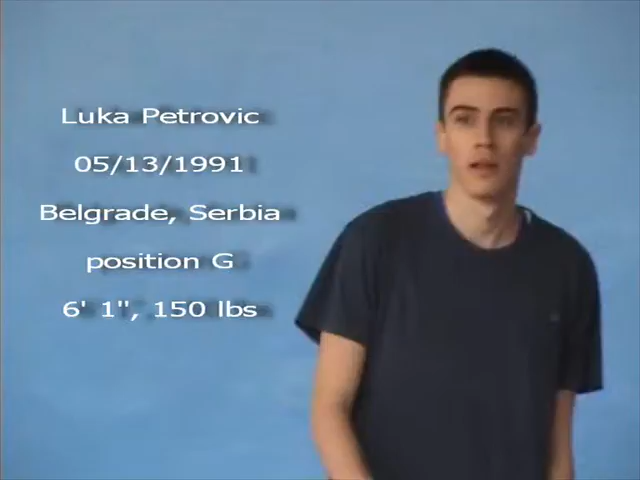 Luka Petrovic
05/13/1991
Belgrade, Serbia
position G
6' 1", 150 lbs